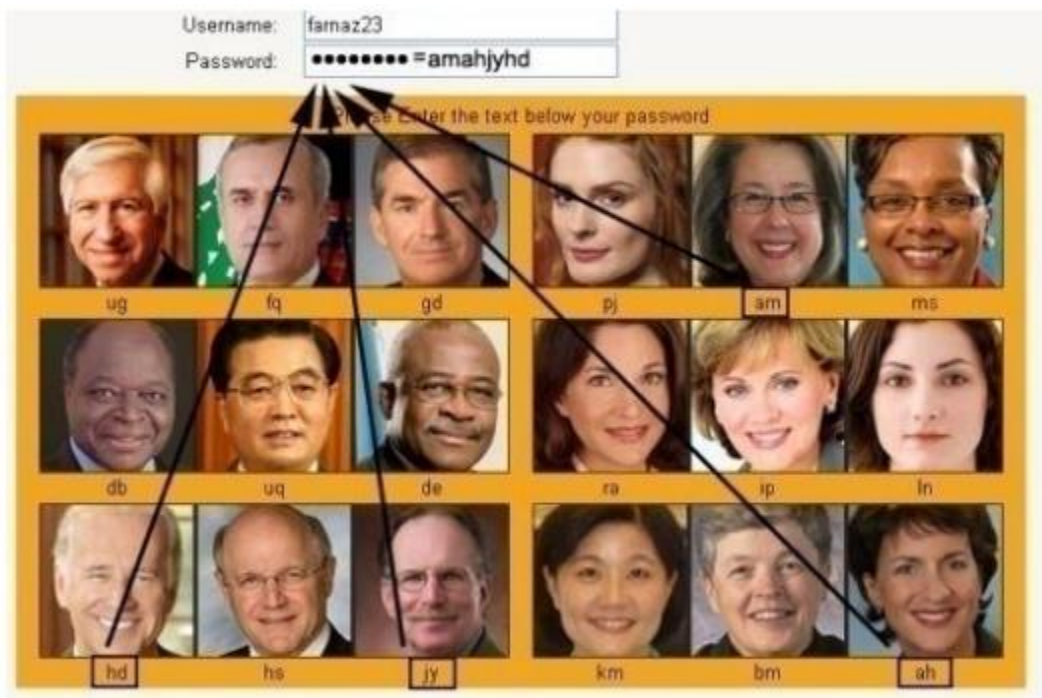 Username: farnaz23
Password: •••••••• =amahjyhd
Please Enter the text below your password
ug fq gd pj am ms
db uq de ra ip ln
hd hs jy km bm ah